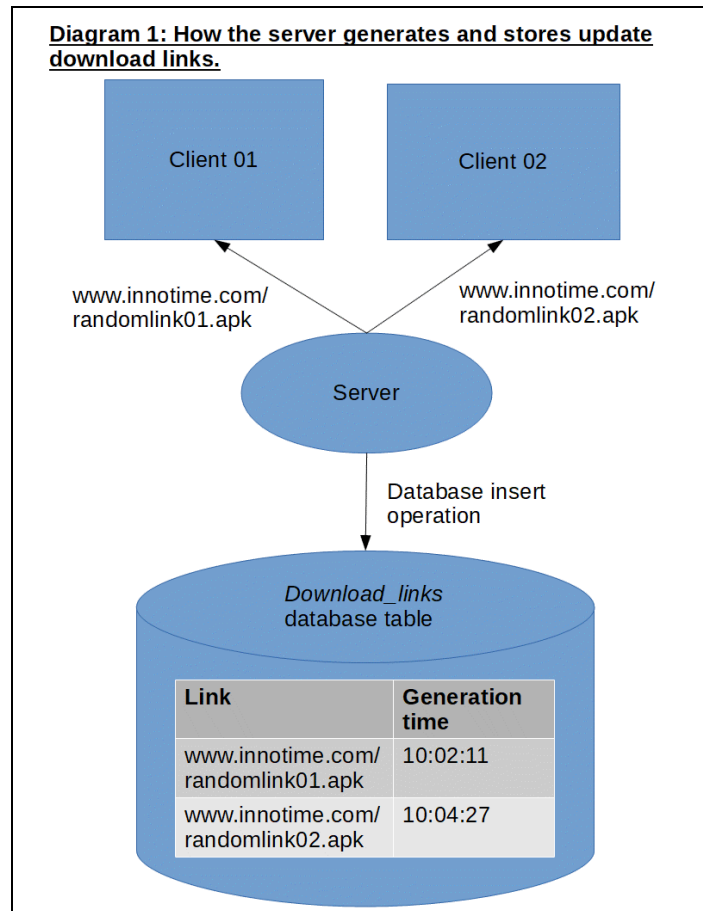 Diagram 1: How the server generates and stores update
download links.
Client 01
Client 02
www.innotime.com/
randomlink01.apk
www.innotime.com/
randomlink02.apk
Server
Database insert
operation
Download_links
database table
Link
Generation
time
www.innotime.com/
randomlink01.apk
10:02:11
www.innotime.com/
randomlink02.apk
10:04:27